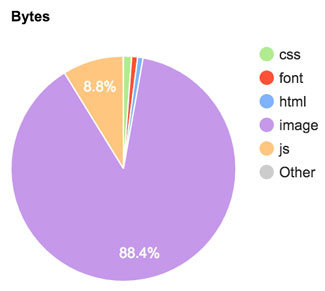 Bytes
css
font
html
image
js
Other
8.8%
88.4%